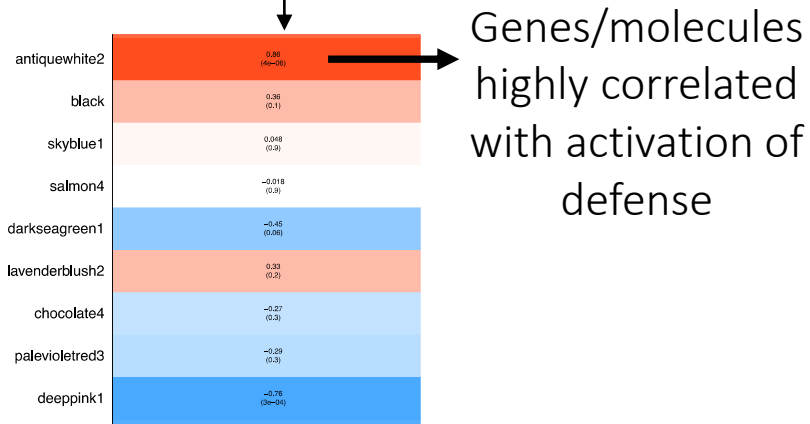 Genes/molecules
highly correlated
with activation of
defense
antiquewhite2
0.86
(4e−06)
black
0.36
(0.1)
skyblue1
0.048
(0.9)
salmon4
−0.018
(0.9)
darkseagreen1
−0.45
(0.06)
lavenderblush2
0.33
(0.2)
chocolate4
−0.27
(0.3)
palevioletred3
−0.29
(0.3)
deeppink1
−0.76
(3e−04)